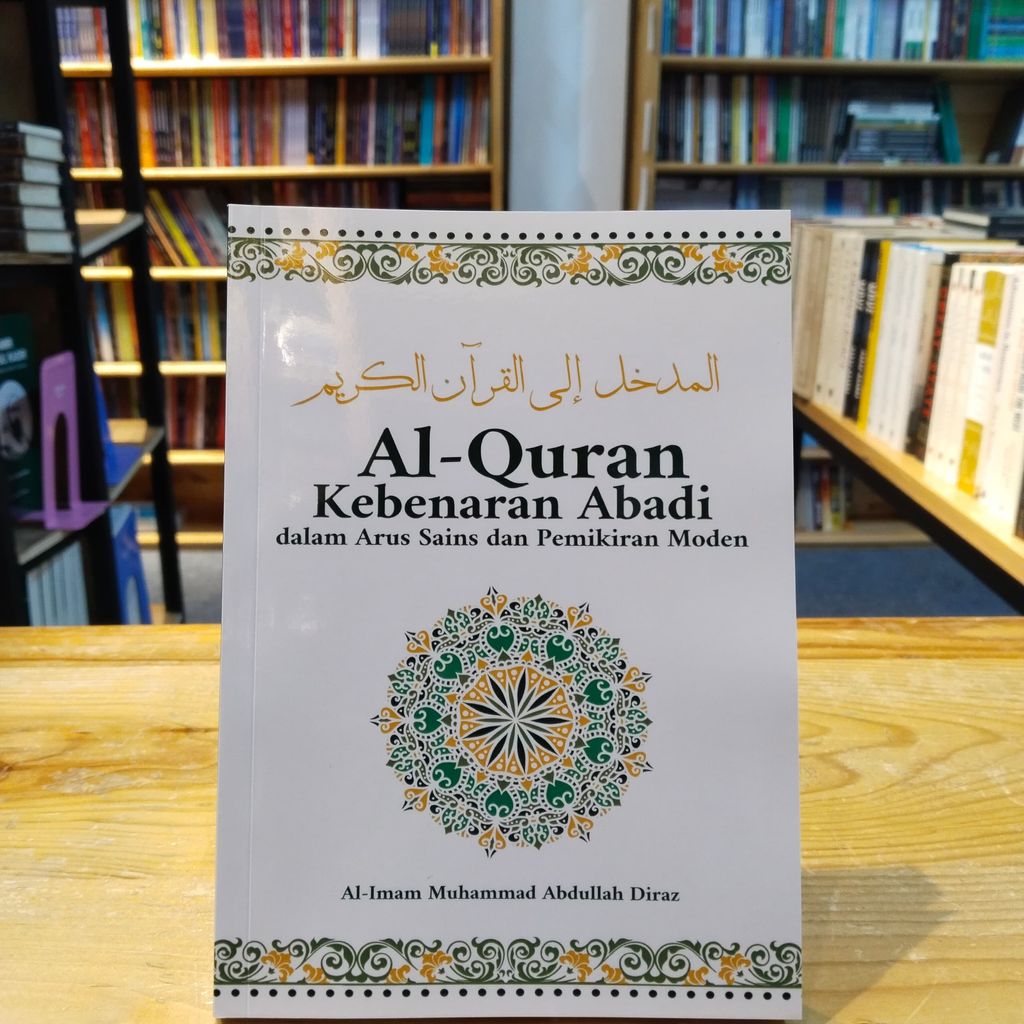 المدخل إلى القرآن الكريم
Al-Quran
Kebenaran Abadi
dalam Arus Sains dan Pemikiran Moden
Al-Imam Muhammad Abdullah Diraz